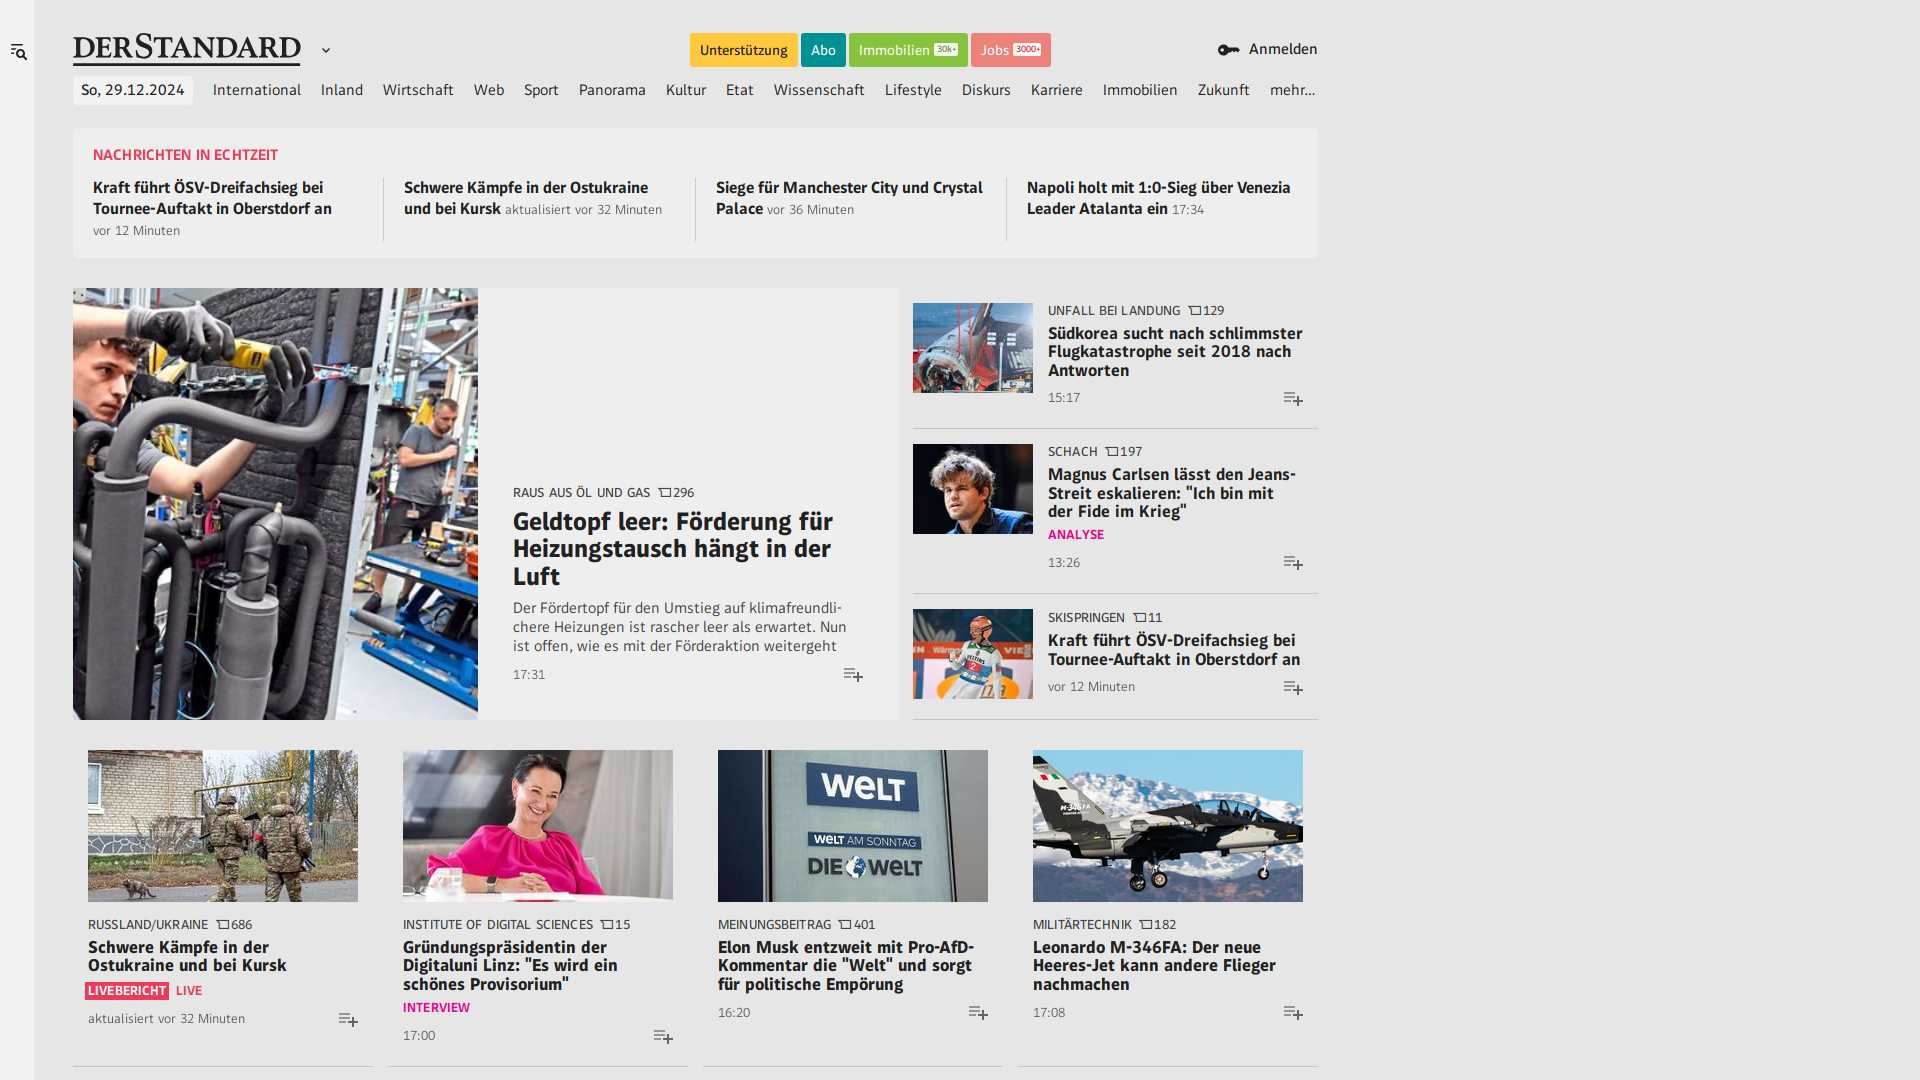 DERSTANDARD
Unterstützung
Abo
Immobilien 30k+
Jobs 3000+
Anmelden
So, 29.12.2024
International
Inland
Wirtschaft
Web
Sport
Panorama
Kultur
Etat
Wissenschaft
Lifestyle
Diskurs
Karriere
Immobilien
Zukunft
mehr...
NACHRICHTEN IN ECHTZEIT
Kraft führt ÖSV-Dreifachsieg bei
Tournee-Auftakt in Oberstdorf an
vor 12 Minuten
Schwere Kämpfe in der Ostukraine
und bei Kursk aktualisiert vor 32 Minuten
Siege für Manchester City und Crystal
Palace vor 36 Minuten
Napoli holt mit 1:0-Sieg über Venezia
Leader Atalanta ein 17:34
RAUS AUS ÖL UND GAS 296
Geldtopf leer: Förderung für
Heizungstausch hängt in der
Luft
Der Fördertopf für den Umstieg auf klimafreundli-
chere Heizungen ist rascher leer als erwartet. Nun
ist offen, wie es mit der Förderaktion weitergeht
17:31
UNFALL BEI LANDUNG 129
Südkorea sucht nach schlimmster
Flugkatastrophe seit 2018 nach
Antworten
15:17
SCHACH 197
Magnus Carlsen lässt den Jeans-
Streit eskalieren: "Ich bin mit
der Fide im Krieg"
ANALYSE
13:26
SKISPRINGEN 11
Kraft führt ÖSV-Dreifachsieg bei
Tournee-Auftakt in Oberstdorf an
vor 12 Minuten
RUSSLAND/UKRAINE 686
Schwere Kämpfe in der
Ostukraine und bei Kursk
LIVEBERICHT LIVE
aktualisiert vor 32 Minuten
INSTITUTE OF DIGITAL SCIENCES 15
Gründungspräsidentin der
Digitaluni Linz: "Es wird ein
schönes Provisorium"
INTERVIEW
17:00
WELT
WELT AM SONNTAG
DIE WELT
MEINUNGSBEITRAG 401
Elon Musk entzweit mit Pro-AfD-
Kommentar die "Welt" und sorgt
für politische Empörung
16:20
M-346FA
MILITÄRTECHNIK 182
Leonardo M-346FA: Der neue
Heeres-Jet kann andere Flieger
nachmachen
17:08